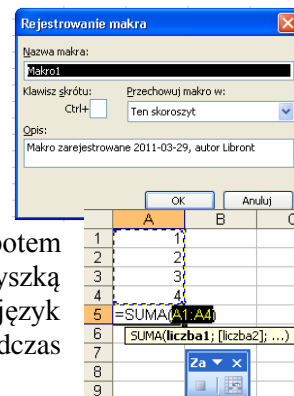 Rejestrowanie makra
Nazwa makra:
Makro1
Klawisz skrótu:
Przechowuj makro w:
Ctrl+
Ten skoroszyt
Opis:
Makro zarejestrowane 2011-03-29, autor Libront
OK
Anuluj
potem
język
A
B
C
1
1
2
2
3
3
4
4
5
=SUMA(A1:A4)
6
SUMA(liczba1; [liczba2]; ...)
7
8
9
Za